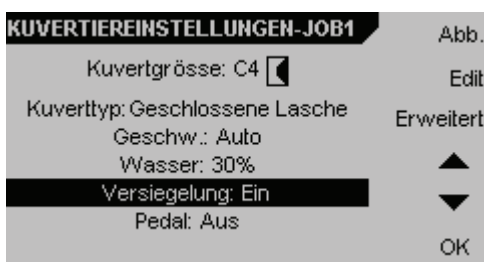 KUVERTIEREINSTELLUNGEN-JOB1
Abb.
Kuvertgrösse: C4
Edit
Kuverttyp: Geschlossene Lasche
Erweitert
Geschw.: Auto
Wasser: 30%
Versiegelung: Ein
Pedal: Aus
OK